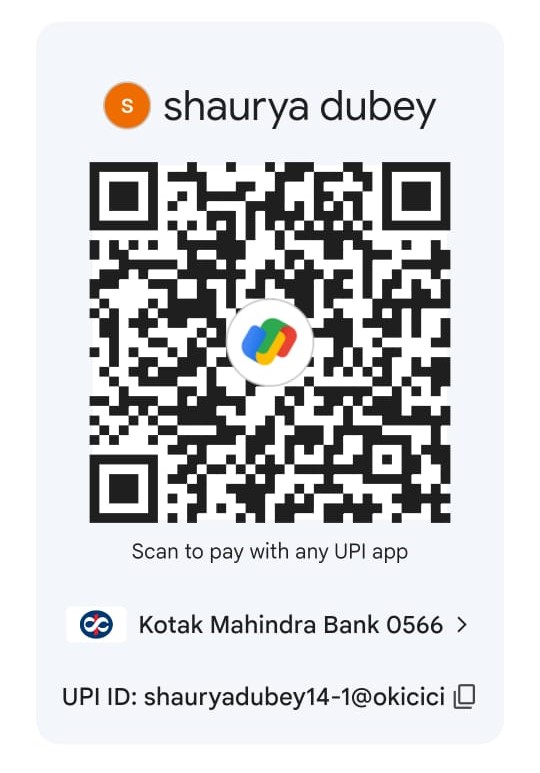 S shaurya dubey
Scan to pay with any UPI app
Kotak Mahindra Bank 0566
UPI ID: shauryadubey14-1@okicici